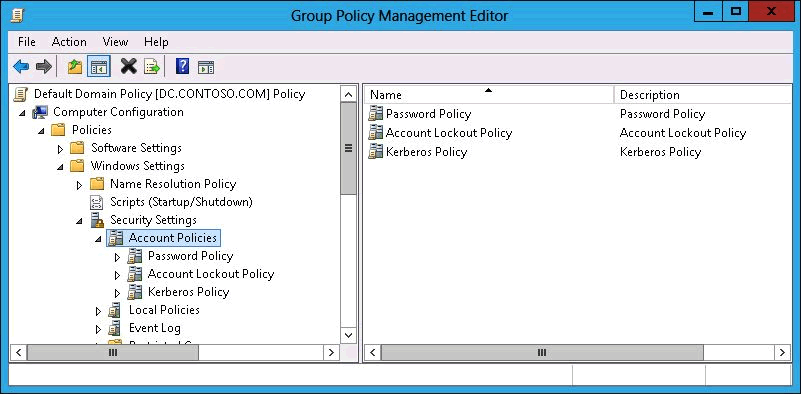 Group Policy Management Editor
File Action View Help
Default Domain Policy [DC.CONTOSO.COM] Policy
Computer Configuration
Policies
Software Settings
Windows Settings
Name Resolution Policy
Scripts (Startup/Shutdown)
Security Settings
Account Policies
Password Policy
Account Lockout Policy
Kerberos Policy
Local Policies
Event Log
Name Description
Password Policy Password Policy
Account Lockout Policy Account Lockout Policy
Kerberos Policy Kerberos Policy